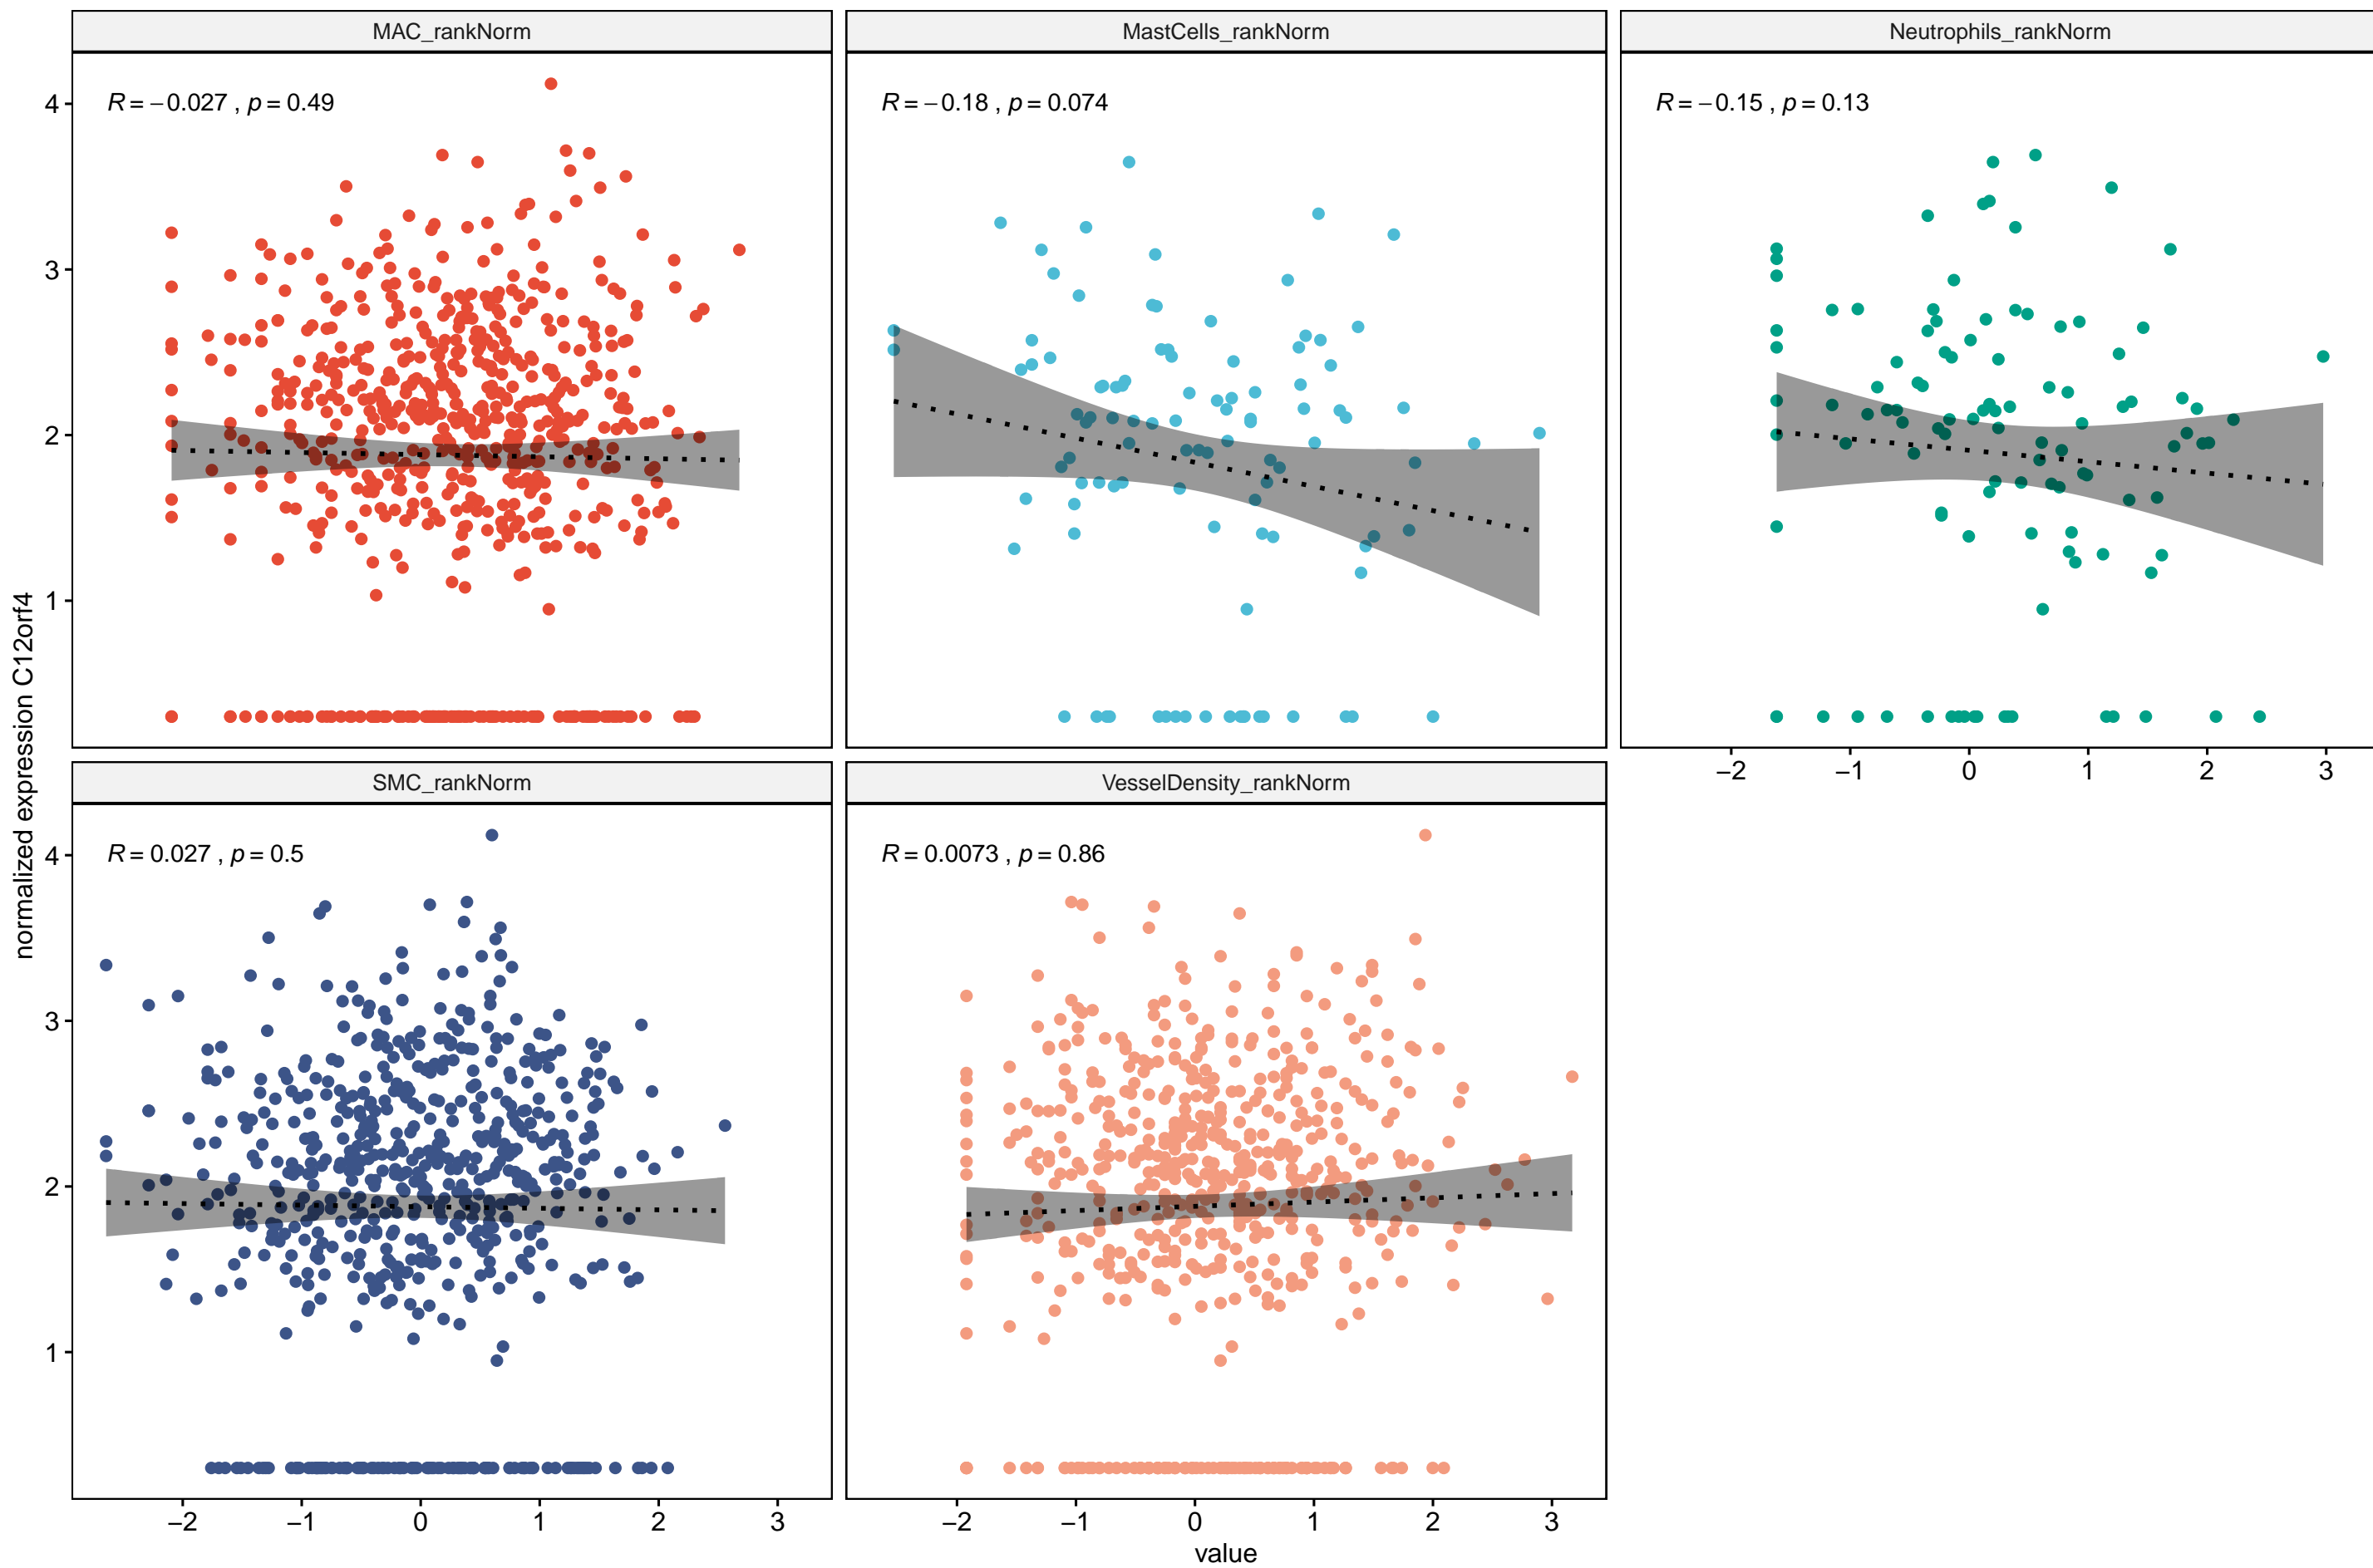 MAC_rankNorm
MastCells_rankNorm
Neutrophils_rankNorm
R = −0.027 , p = 0.49
R = −0.18 , p = 0.074
R = −0.15 , p = 0.13
4
3
2
1
−2 −1 0 1 2 3
SMC_rankNorm
VesselDensity_rankNorm
R = 0.027 , p = 0.5
R = 0.0073 , p = 0.86
4
3
2
1
−2 −1 0 1 2 3
−2 −1 0 1 2 3
value
normalized expression C12orf4